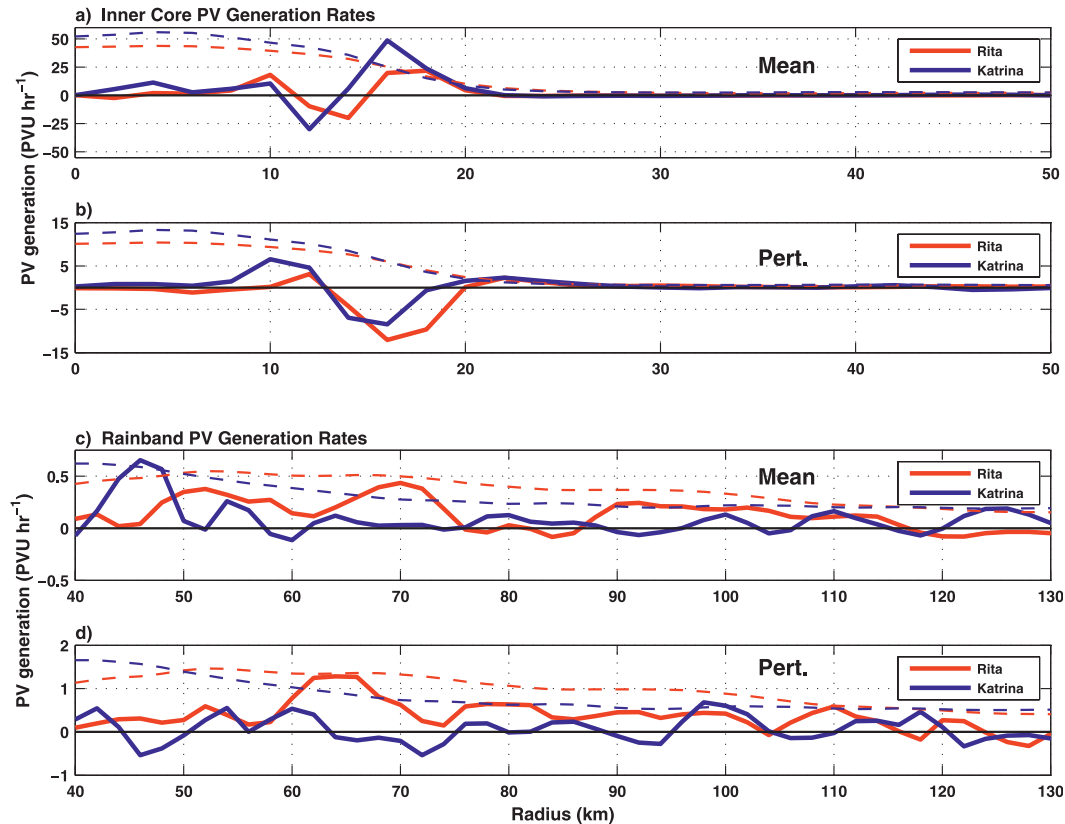 a) Inner Core PV Generation Rates
50
25
0
−25
−50
Mean
Rita
Katrina
0 10 20 30 40 50
b)
15
5
−5
−15
Pert.
Rita
Katrina
0 10 20 30 40 50
PV generation (PVU hr−1)
c) Rainband PV Generation Rates
0.5
0
−0.5
Mean
Rita
Katrina
40 50 60 70 80 90 100 110 120 130
d)
2
1
0
−1
Pert.
Rita
Katrina
40 50 60 70 80 90 100 110 120 130
PV generation (PVU hr−1)
Radius (km)